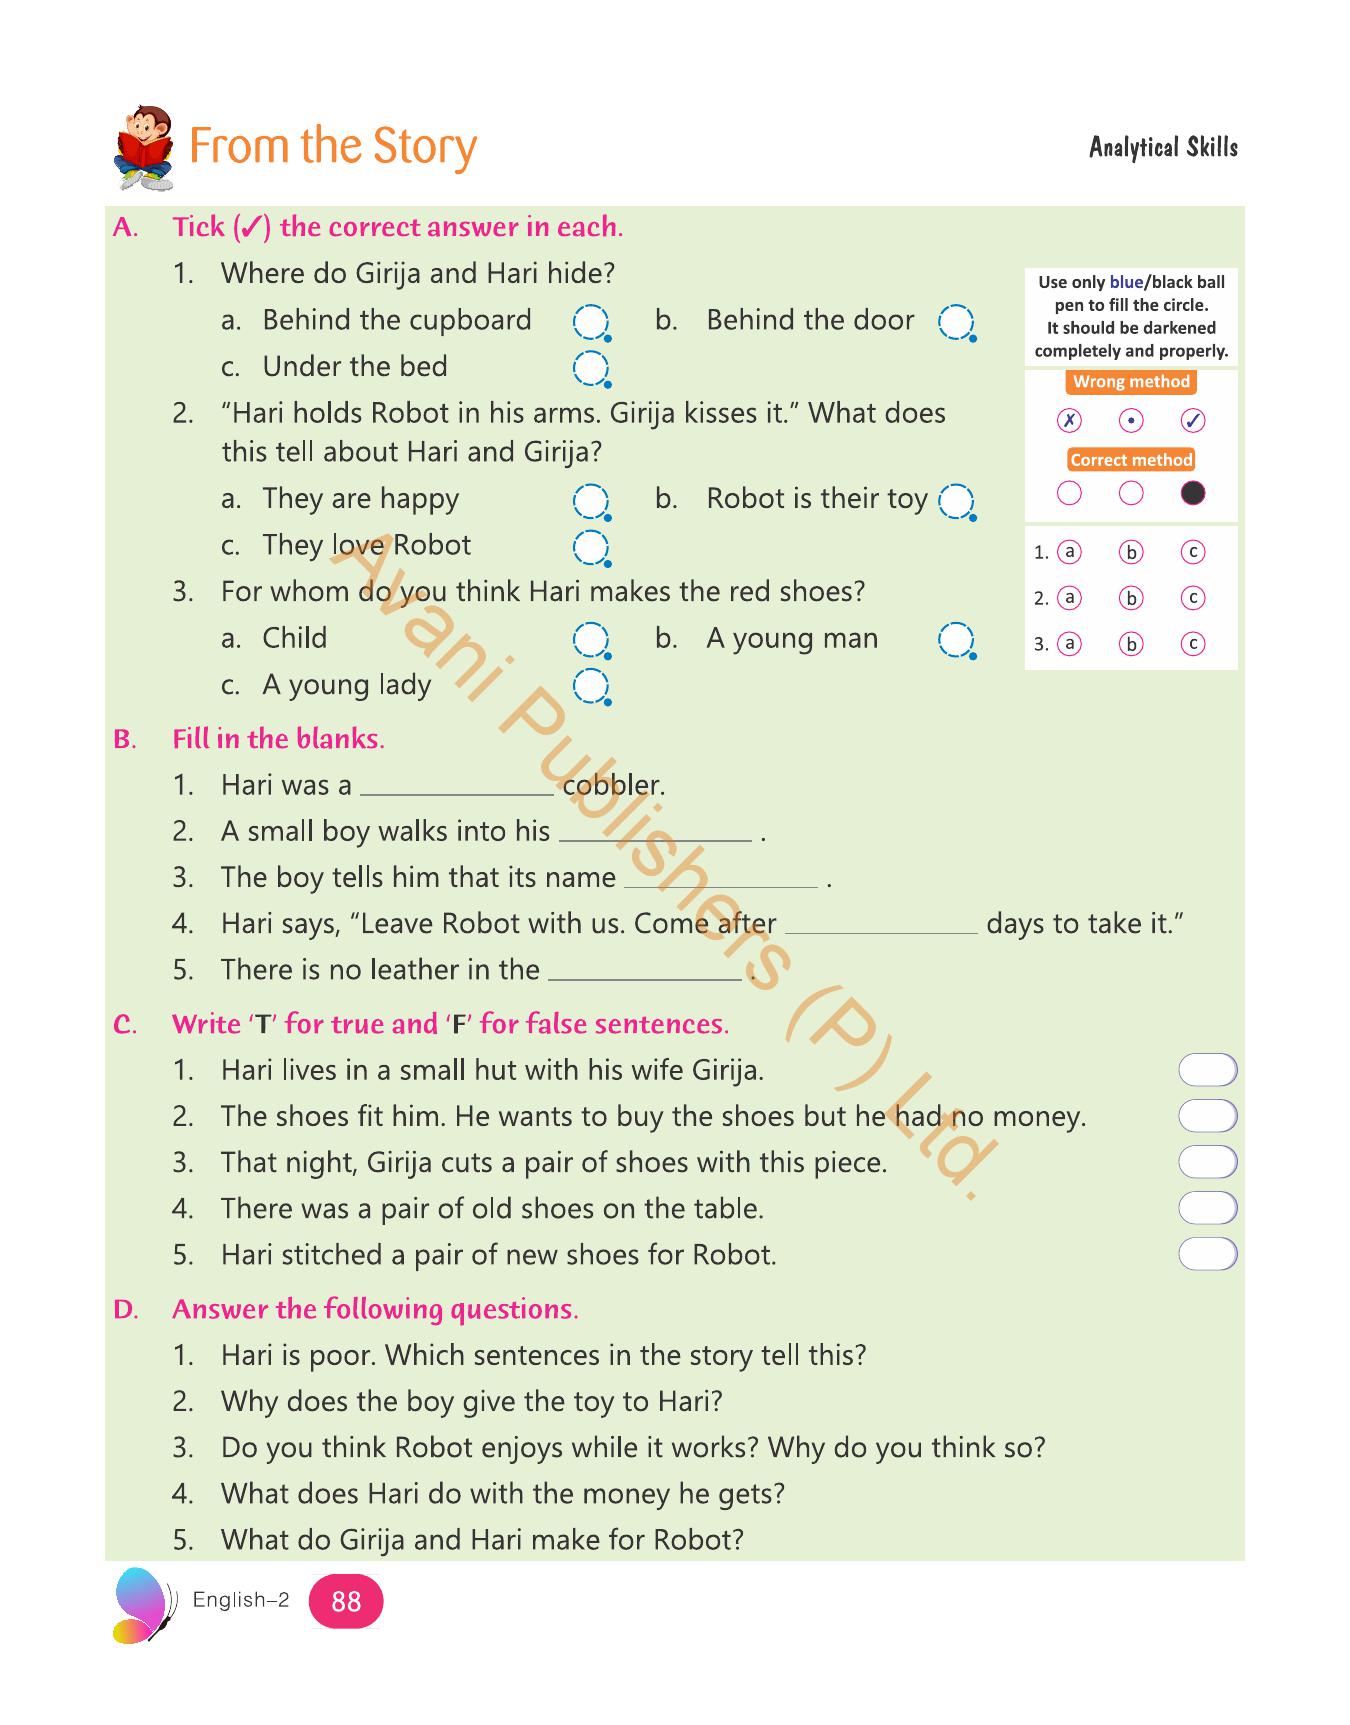 From the Story
Analytical Skills
A. Tick (✓) the correct answer in each.
1. Where do Girija and Hari hide?
a. Behind the cupboard b. Behind the door
c. Under the bed
2. “Hari holds Robot in his arms. Girija kisses it.” What does
this tell about Hari and Girija?
a. They are happy b. Robot is their toy
c. They love Robot
3. For whom do you think Hari makes the red shoes?
a. Child b. A young man
c. A young lady
Use only blue/black ball
pen to fill the circle.
It should be darkened
completely and properly.
Wrong method
✗ • ✓
Correct method
1. a b c
2. a b c
3. a b c
B. Fill in the blanks.
1. Hari was a ____________ cobbler.
2. A small boy walks into his ____________ .
3. The boy tells him that its name ____________ .
4. Hari says, “Leave Robot with us. Come after ____________ days to take it.”
5. There is no leather in the ____________ .
C. Write ‘T’ for true and ‘F’ for false sentences.
1. Hari lives in a small hut with his wife Girija.
2. The shoes fit him. He wants to buy the shoes but he had no money.
3. That night, Girija cuts a pair of shoes with this piece.
4. There was a pair of old shoes on the table.
5. Hari stitched a pair of new shoes for Robot.
D. Answer the following questions.
1. Hari is poor. Which sentences in the story tell this?
2. Why does the boy give the toy to Hari?
3. Do you think Robot enjoys while it works? Why do you think so?
4. What does Hari do with the money he gets?
5. What do Girija and Hari make for Robot?
English–2 88
Avani Publishers (P) Ltd.